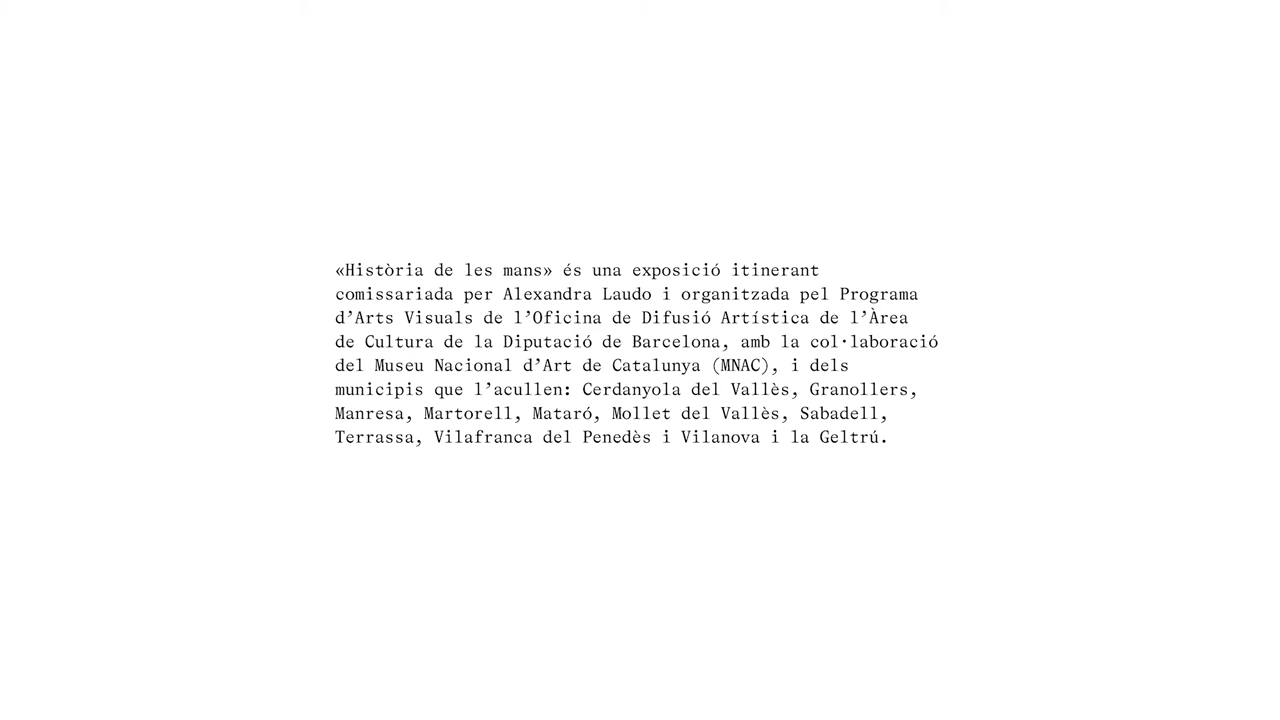 «Història de les mans» és una exposició itinerant
comissariada per Alexandra Laudo i organitzada pel Programa
d’Arts Visuals de l’Oficina de Difusió Artística de l’Àrea
de Cultura de la Diputació de Barcelona, amb la col·laboració
del Museu Nacional d’Art de Catalunya (MNAC), i dels
municipis que l’acullen: Cerdanyola del Vallès, Granollers,
Manresa, Martorell, Mataró, Mollet del Vallès, Sabadell,
Terrassa, Vilafranca del Penedès i Vilanova i la Geltrú.